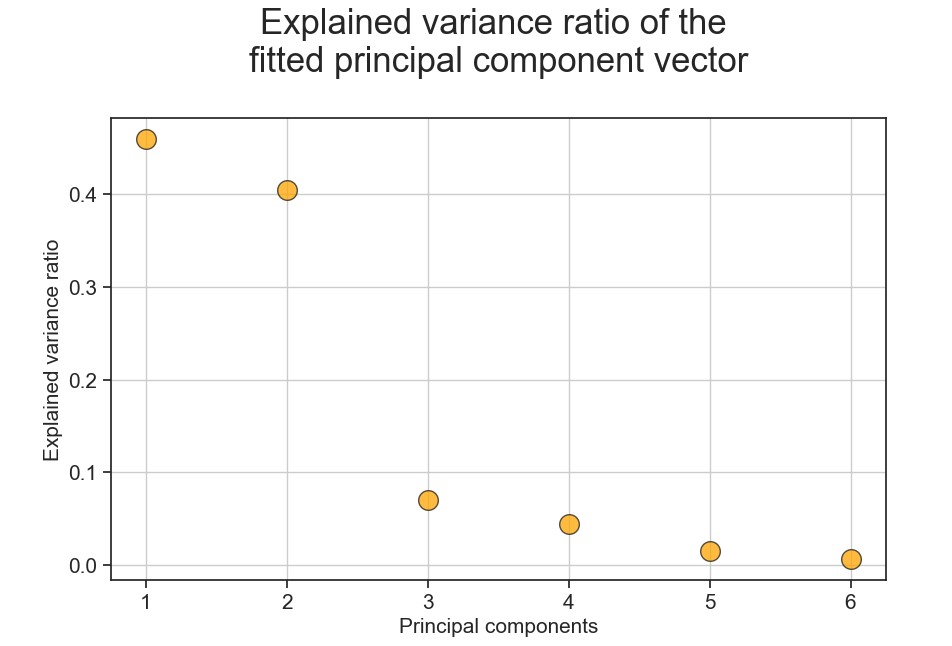 Explained variance ratio of the
fitted principal component vector
Explained variance ratio
0.4
0.3
0.2
0.1
0.0
1 2 3 4 5 6
Principal components